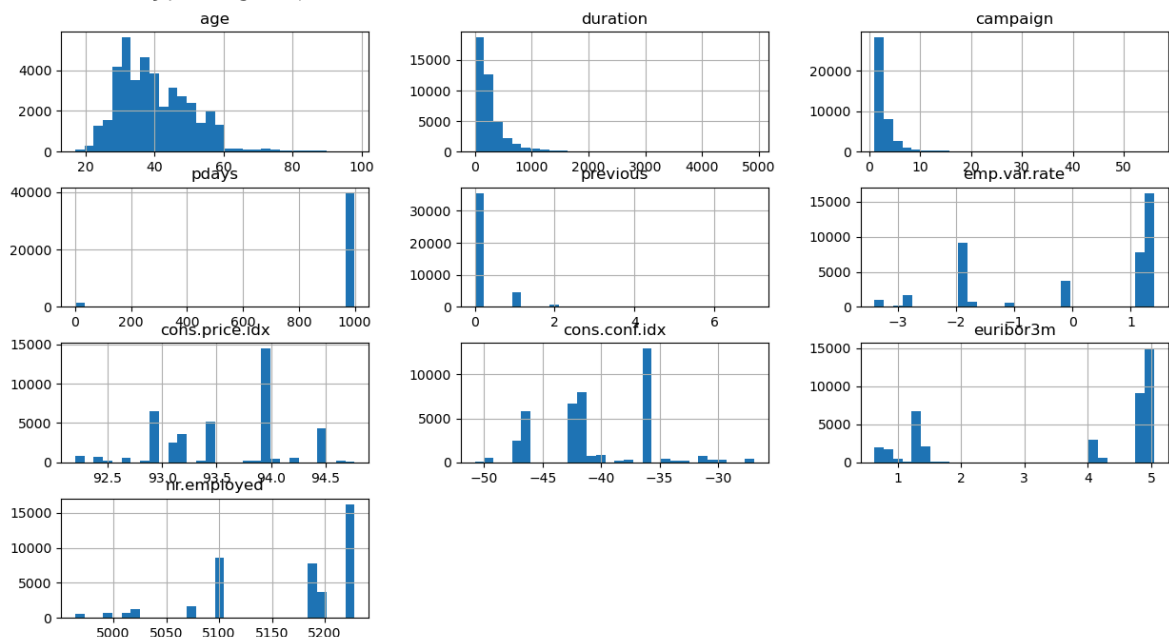 age duration campaign
4000
2000
0
20 40 60 80 100
15000
10000
5000
0
0 1000 2000 3000 4000 5000
20000
10000
0
0 10 20 30 40 50
pdays previous emp.var.rate
40000
20000
0
0 200 400 600 800 1000
30000
20000
10000
0
0 2 4 6
15000
10000
5000
0
−3 −2 −1 0 1
cons.price.idx cons.conf.idx euribor3m
15000
10000
5000
0
92.5 93.0 93.5 94.0 94.5
10000
5000
0
−50 −45 −40 −35 −30
15000
10000
5000
0
1 2 3 4 5
nr.employed
15000
10000
5000
0
5000 5050 5100 5150 5200